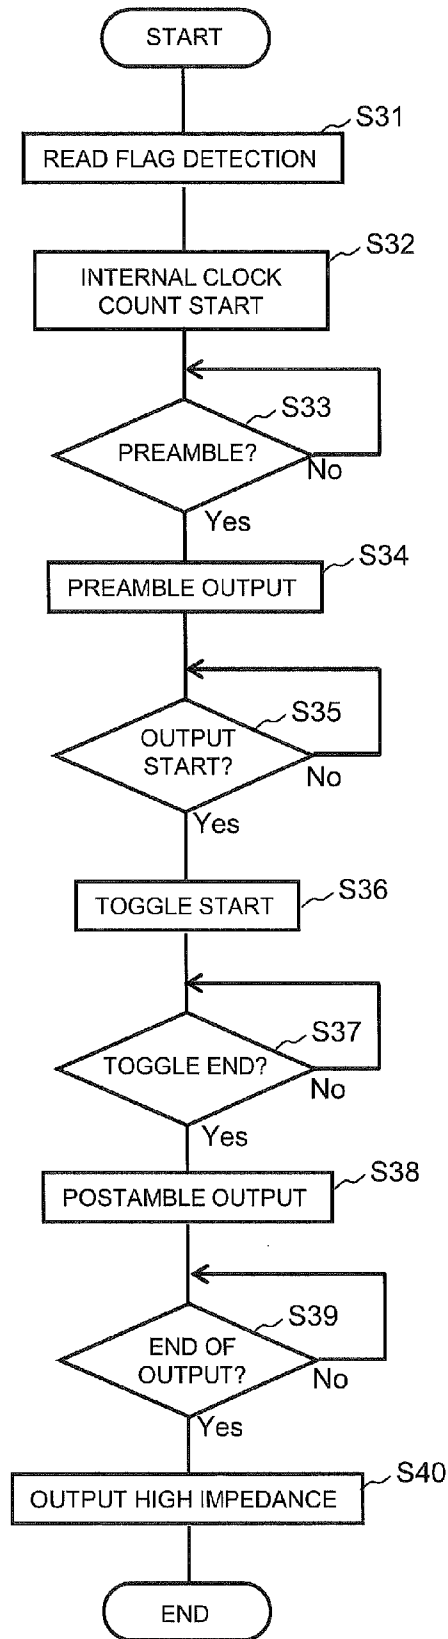 START
S31
READ FLAG DETECTION
S32
INTERNAL CLOCK
COUNT START
S33
PREAMBLE?
No
Yes
S34
PREAMBLE OUTPUT
S35
OUTPUT
START?
No
Yes
S36
TOGGLE START
S37
TOGGLE END?
No
Yes
S38
POSTAMBLE OUTPUT
S39
END OF
OUTPUT?
No
Yes
S40
OUTPUT HIGH IMPEDANCE
END